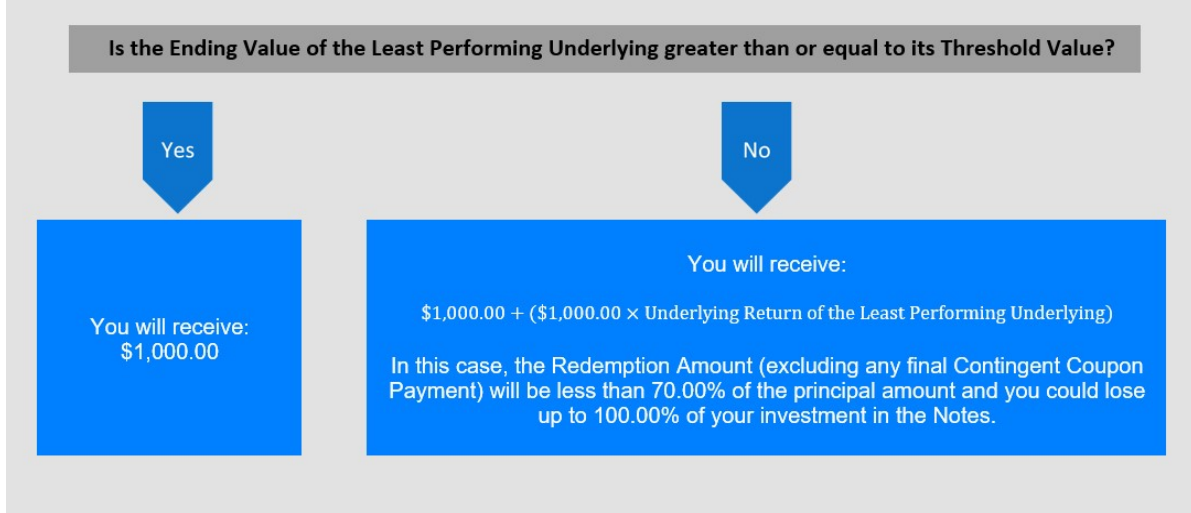 Is the Ending Value of the Least Performing Underlying greater than or equal to its Threshold Value?
Yes
No
You will receive:
$1,000.00
You will receive:
$1,000.00 + ($1,000.00 × Underlying Return of the Least Performing Underlying)
In this case, the Redemption Amount (excluding any final Contingent Coupon
Payment) will be less than 70.00% of the principal amount and you could lose
up to 100.00% of your investment in the Notes.